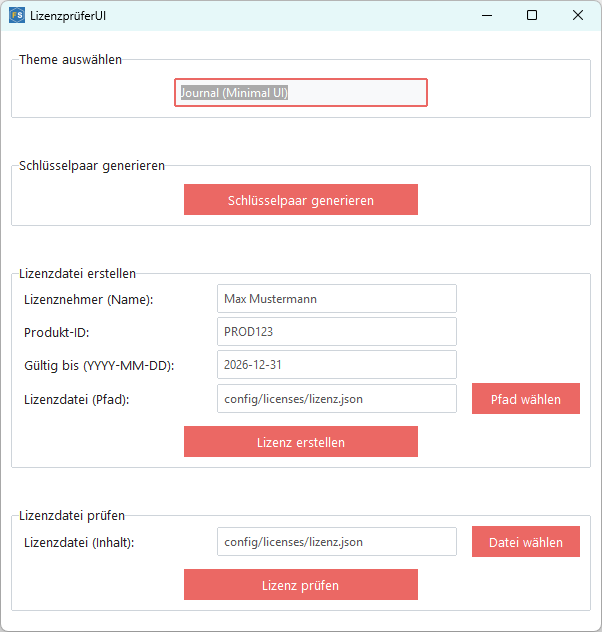 FS LizenzprüferUI
Theme auswählen
Journal (Minimal UI)
Schlüsselpaar generieren
Schlüsselpaar generieren
Lizenzdatei erstellen
Lizenznehmer (Name): Max Mustermann
Produkt-ID: PROD123
Gültig bis (YYYY-MM-DD): 2026-12-31
Lizenzdatei (Pfad): config/licenses/lizenz.json Pfad wählen
Lizenz erstellen
Lizenzdatei prüfen
Lizenzdatei (Inhalt): config/licenses/lizenz.json Datei wählen
Lizenz prüfen